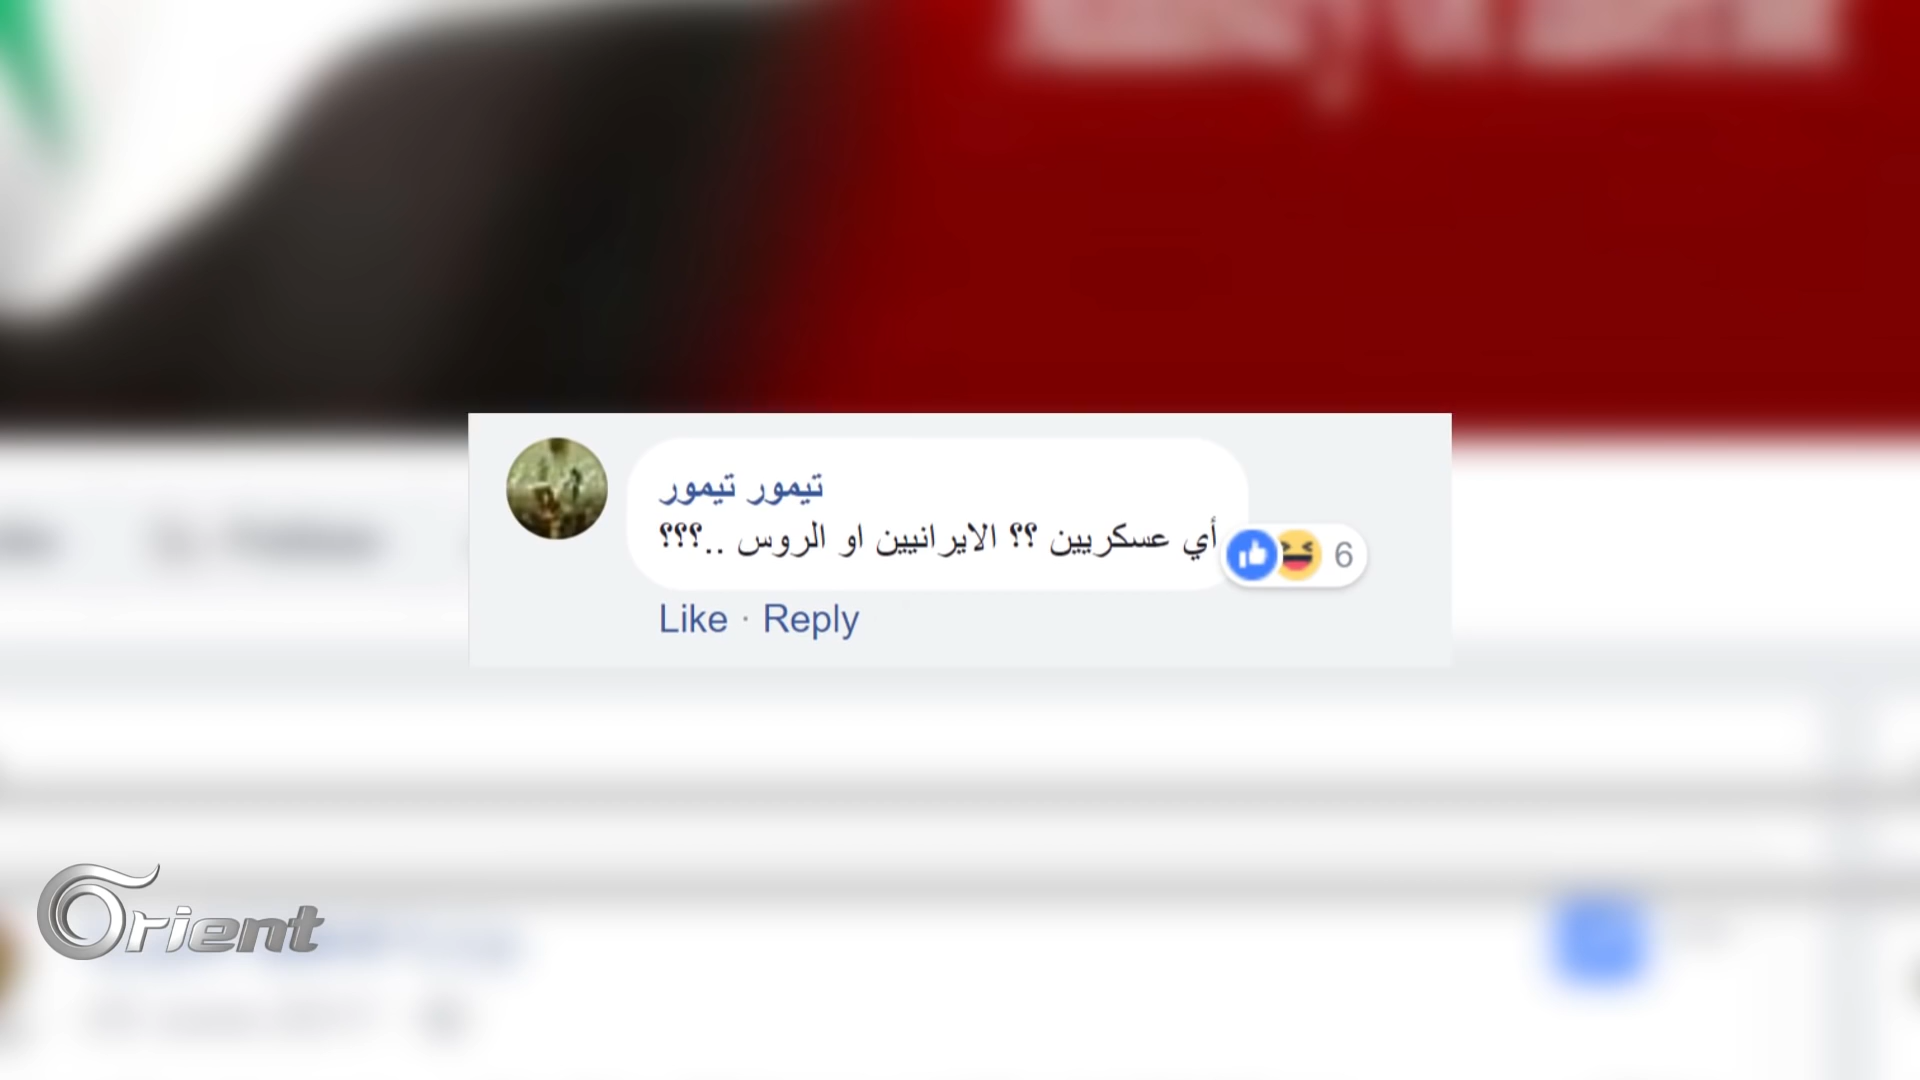 تيمور تيمور
أي عسكريين ؟؟ الايرانيين او الروس ..؟؟؟
6
Like · Reply
Orient